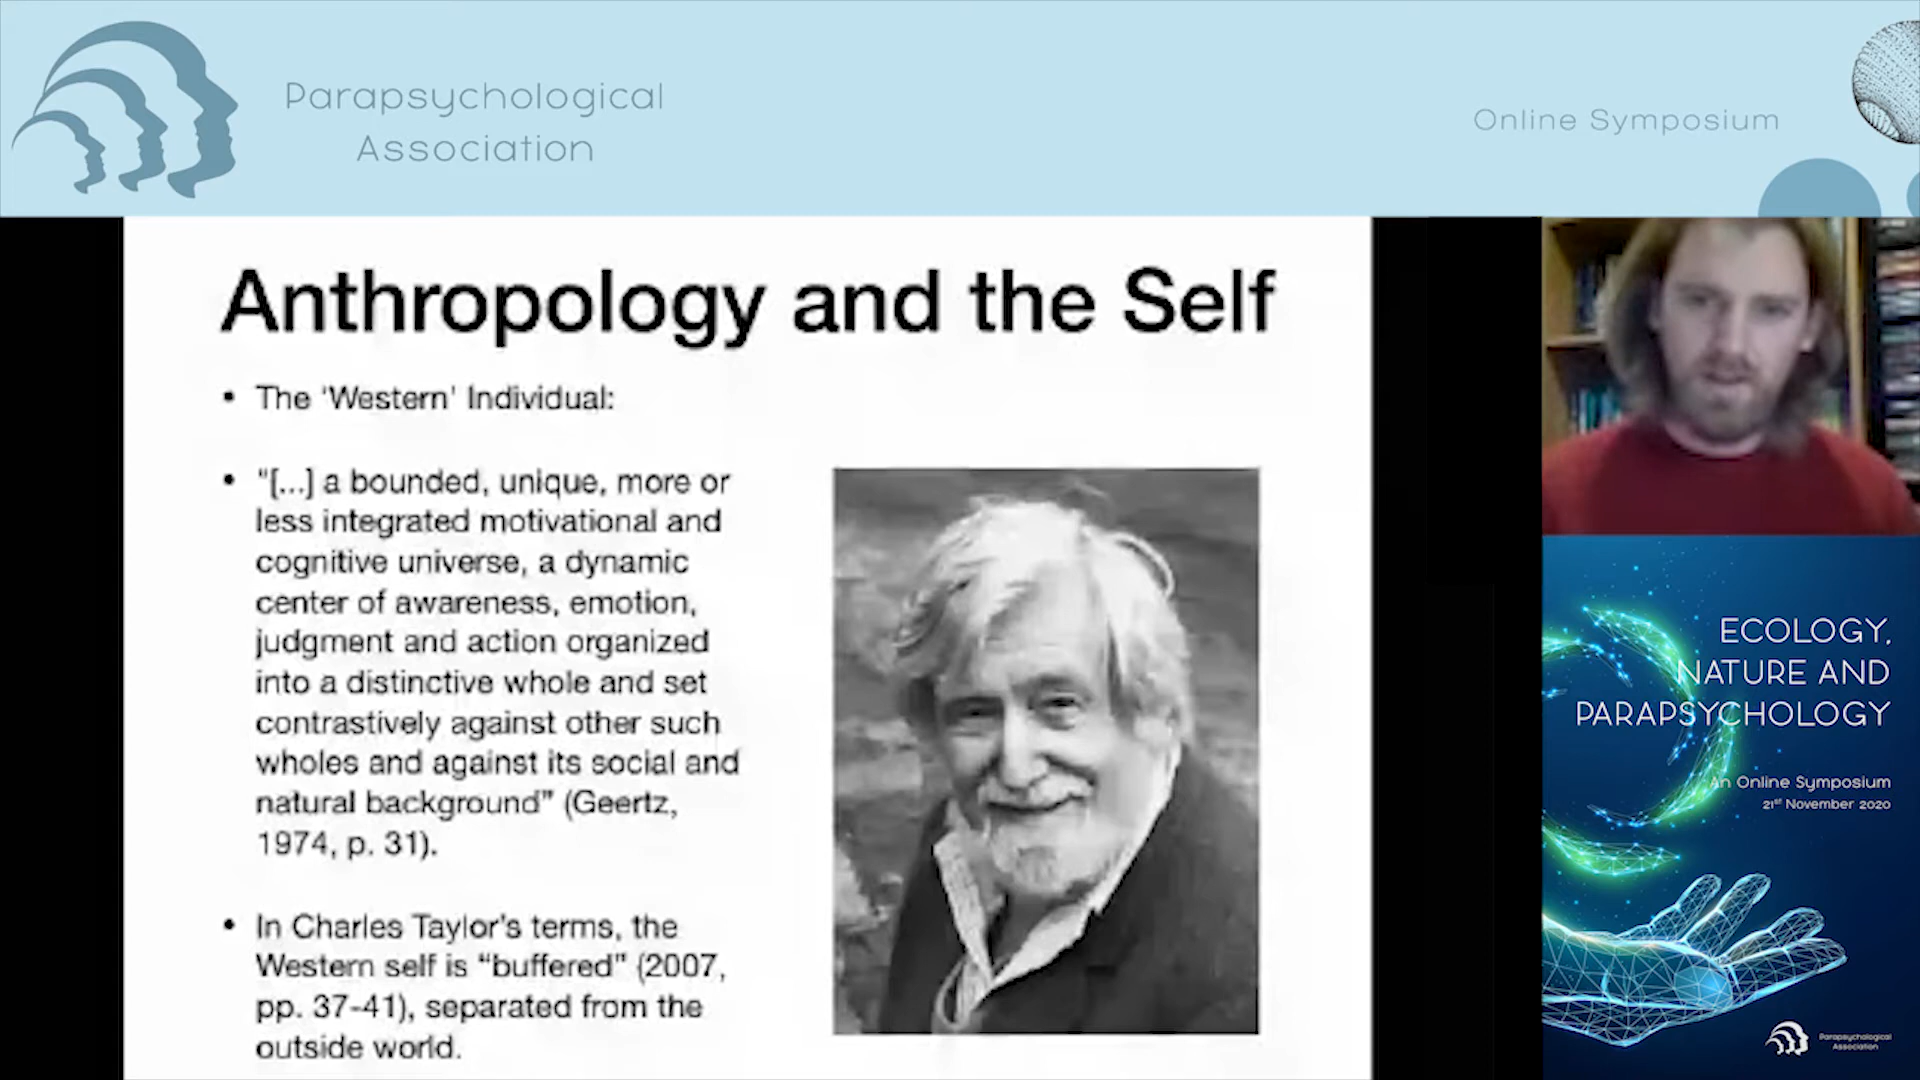 Parapsychological
Association
Online Symposium
Anthropology and the Self
• The 'Western' Individual:
• "[...] a bounded, unique, more or
less integrated motivational and
cognitive universe, a dynamic
center of awareness, emotion,
judgment and action organized
into a distinctive whole and set
contrastively against other such
wholes and against its social and
natural background" (Geertz,
1974, p. 31).
• In Charles Taylor's terms, the
Western self is "buffered" (2007,
pp. 37-41), separated from the
outside world.
ECOLOGY,
NATURE AND
PARAPSYCHOLOGY
An Online Symposium
21st November 2020
Parapsychological
Association